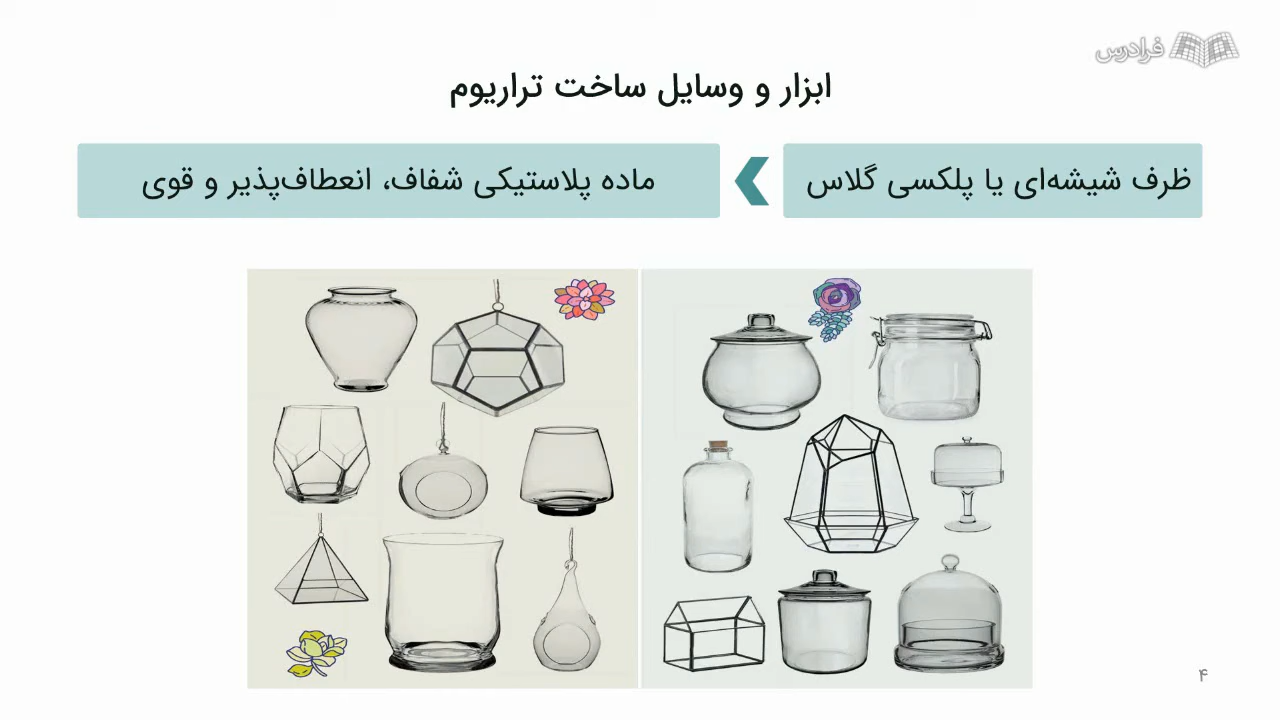 فرادرس
ابزار و وسایل ساخت تراریوم
ظرف شیشه‌ای یا پلکسی گلاس
ماده پلاستیکی شفاف، انعطاف‌پذیر و قوی
۴